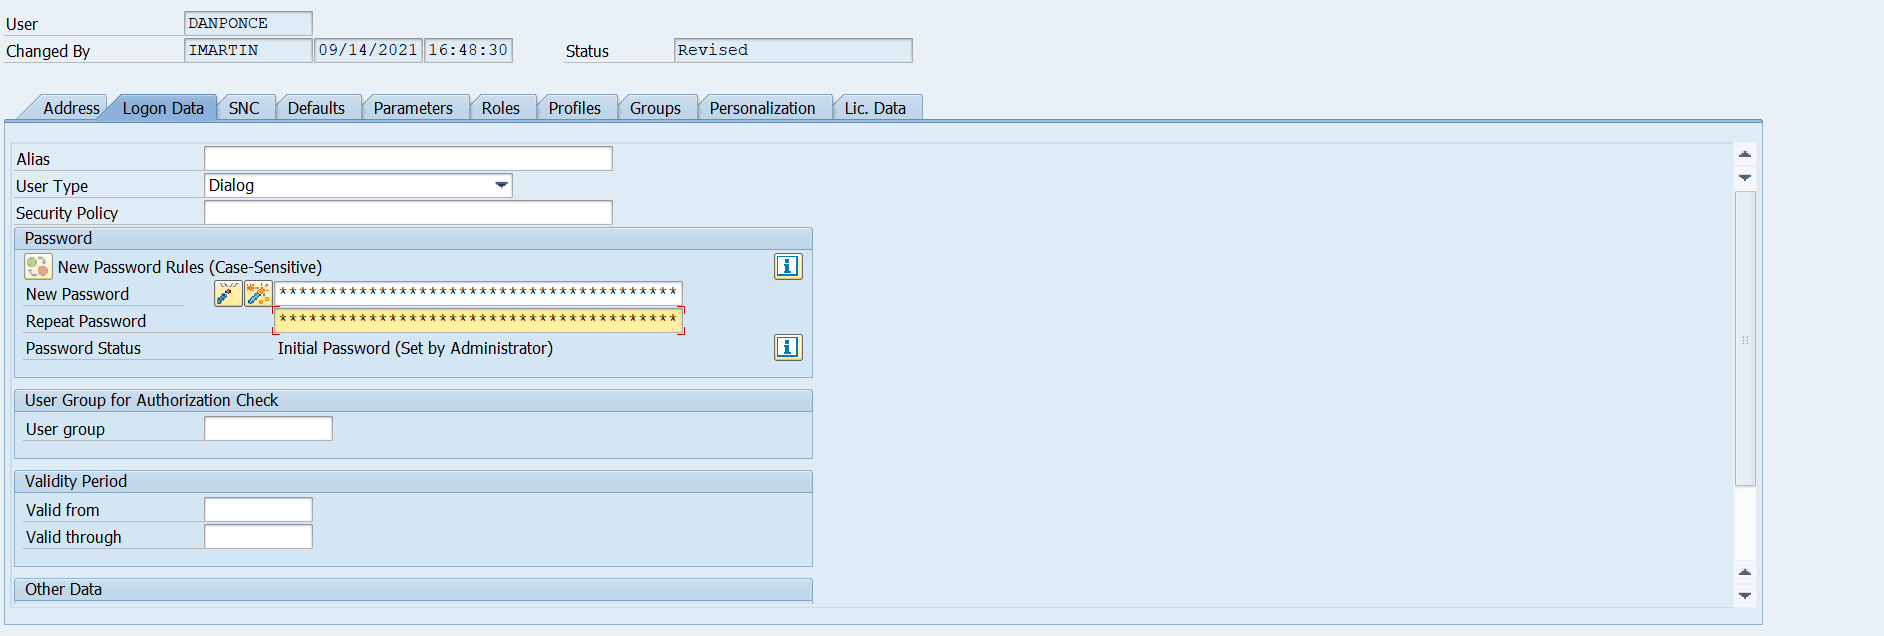 User DANPONCE
Changed By IMARTIN 09/14/2021 16:48:30 Status Revised
Address Logon Data SNC Defaults Parameters Roles Profiles Groups Personalization Lic. Data
Alias
User Type Dialog
Security Policy
Password
New Password Rules (Case-Sensitive)
New Password ****************************************
Repeat Password ****************************************
Password Status Initial Password (Set by Administrator)
User Group for Authorization Check
User group
Validity Period
Valid from
Valid through
Other Data